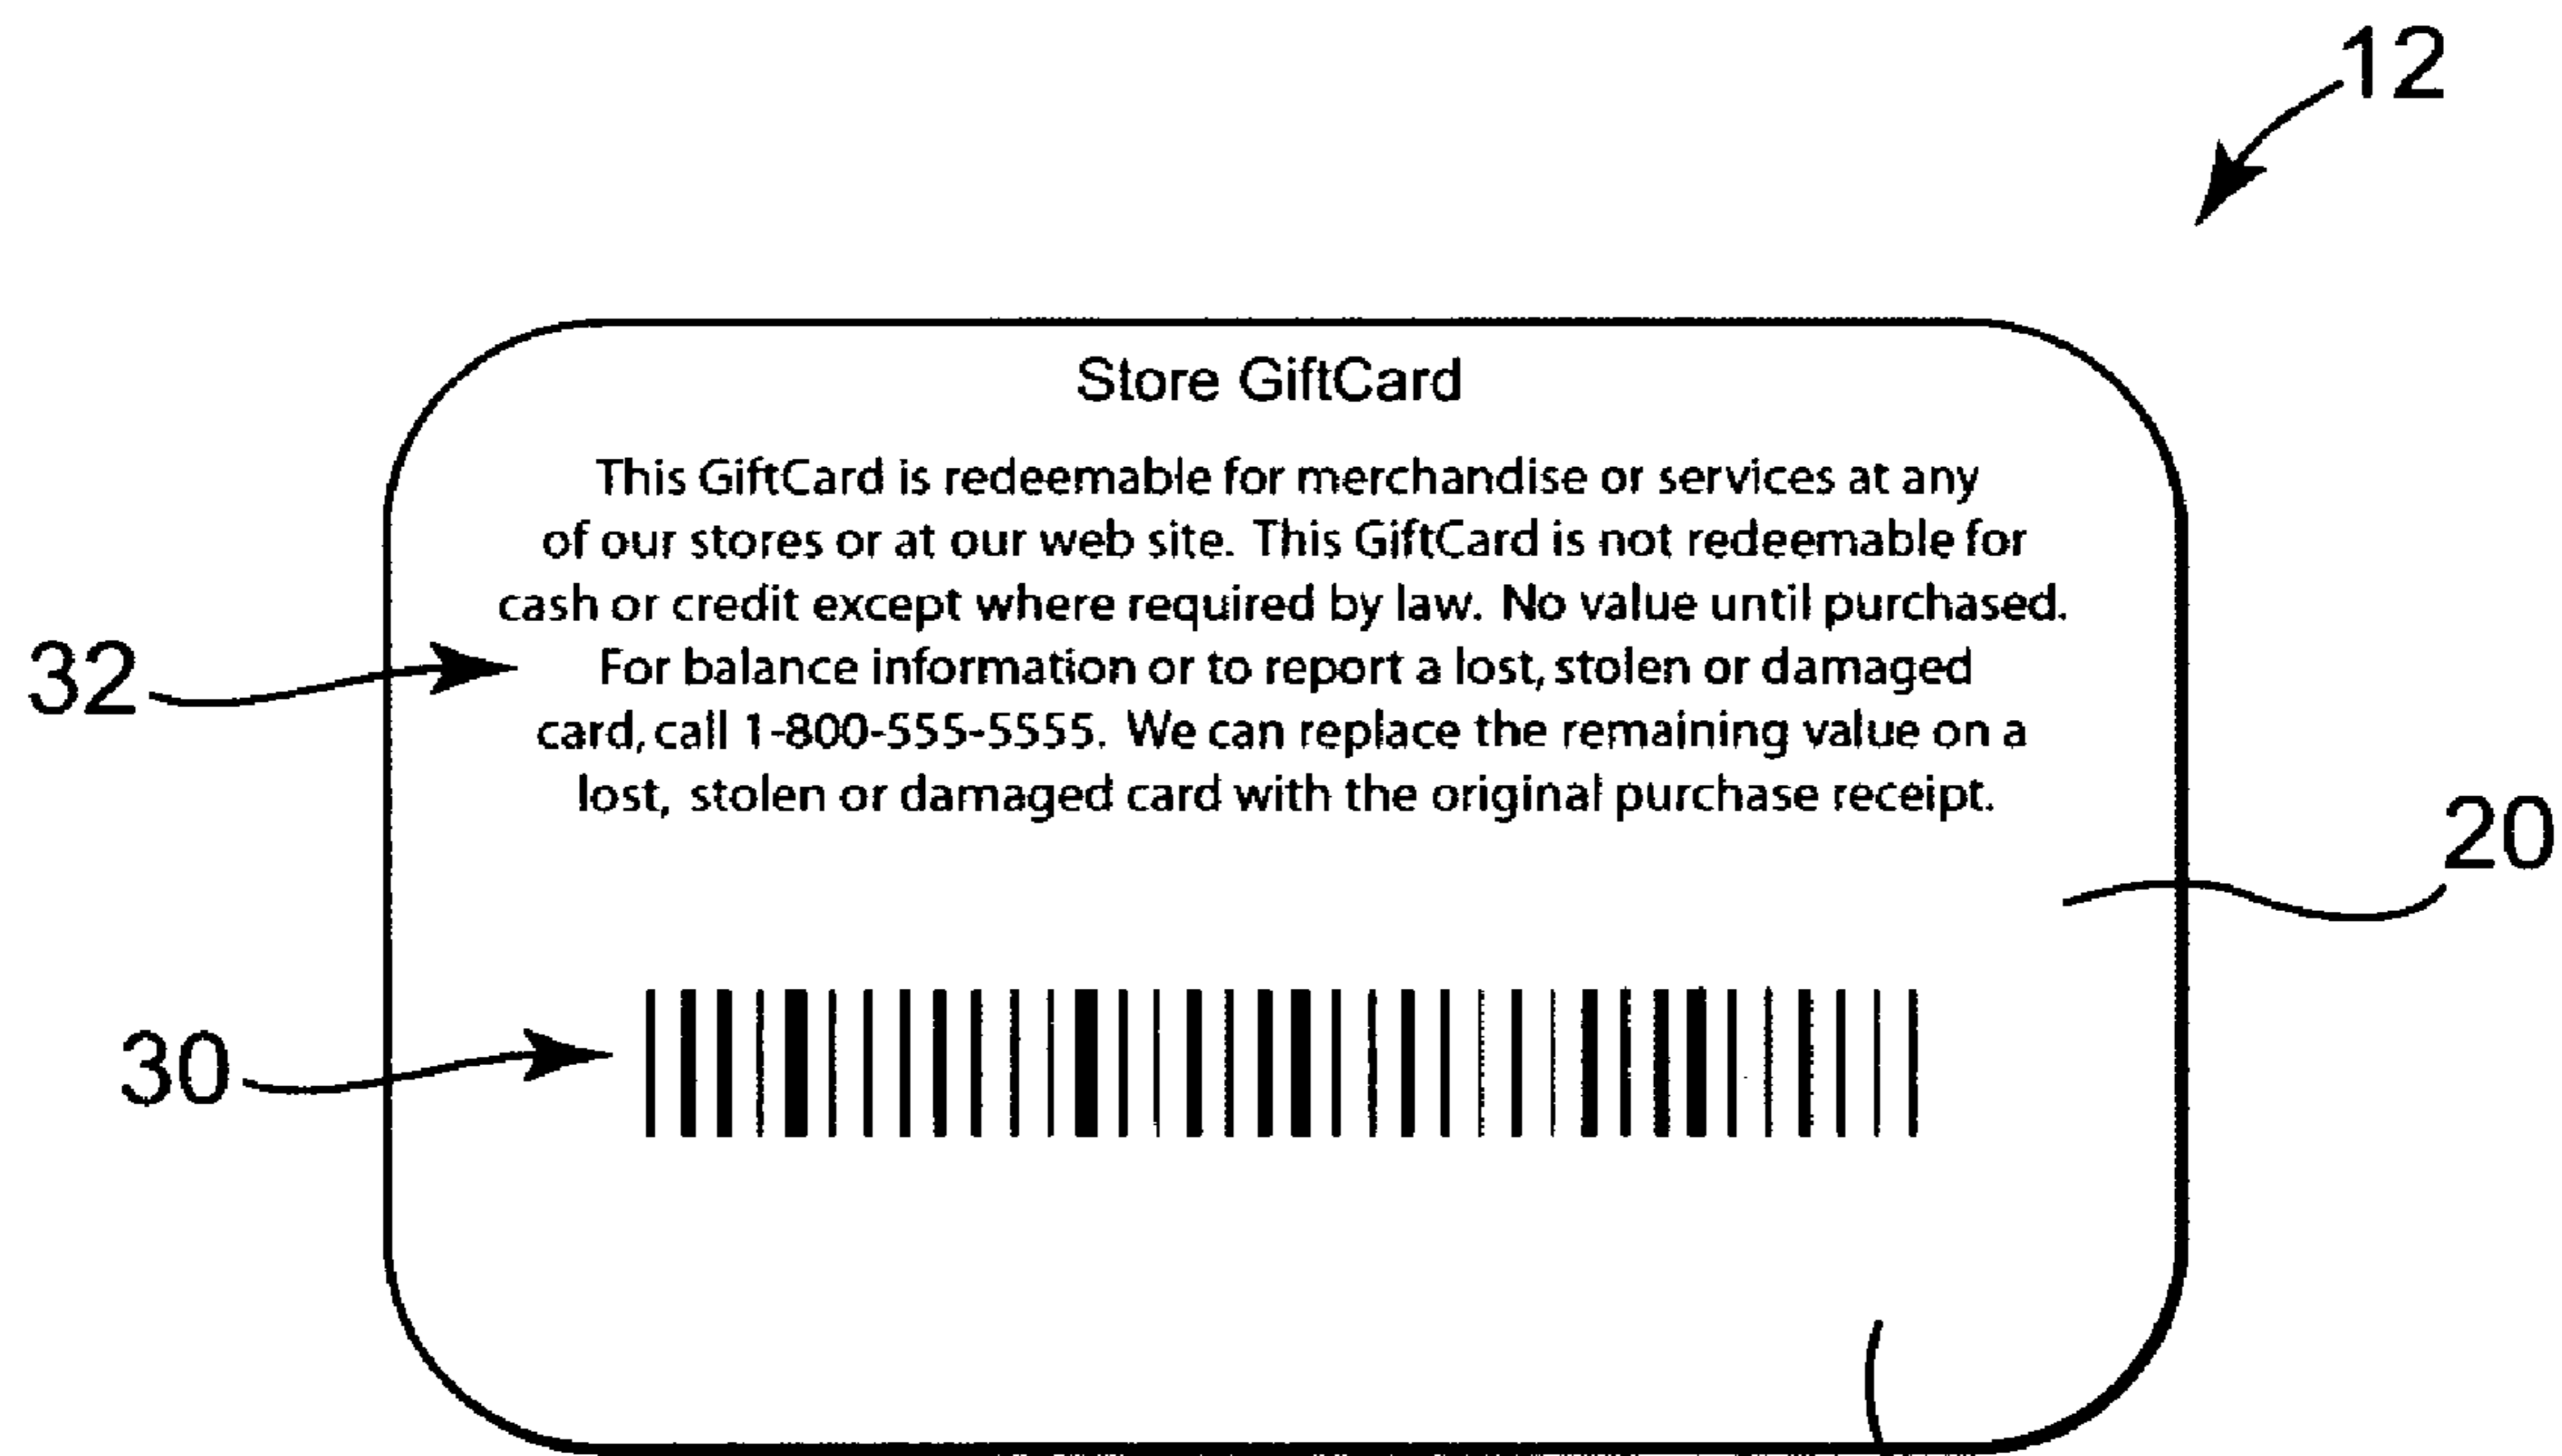 12
Store GiftCard
This GiftCard is redeemable for merchandise or services at any
of our stores or at our web site. This GiftCard is not redeemable for
cash or credit except where required by law. No value until purchased.
For balance information or to report a lost, stolen or damaged
card, call 1-800-555-5555. We can replace the remaining value on a
lost, stolen or damaged card with the original purchase receipt.
32
20
30